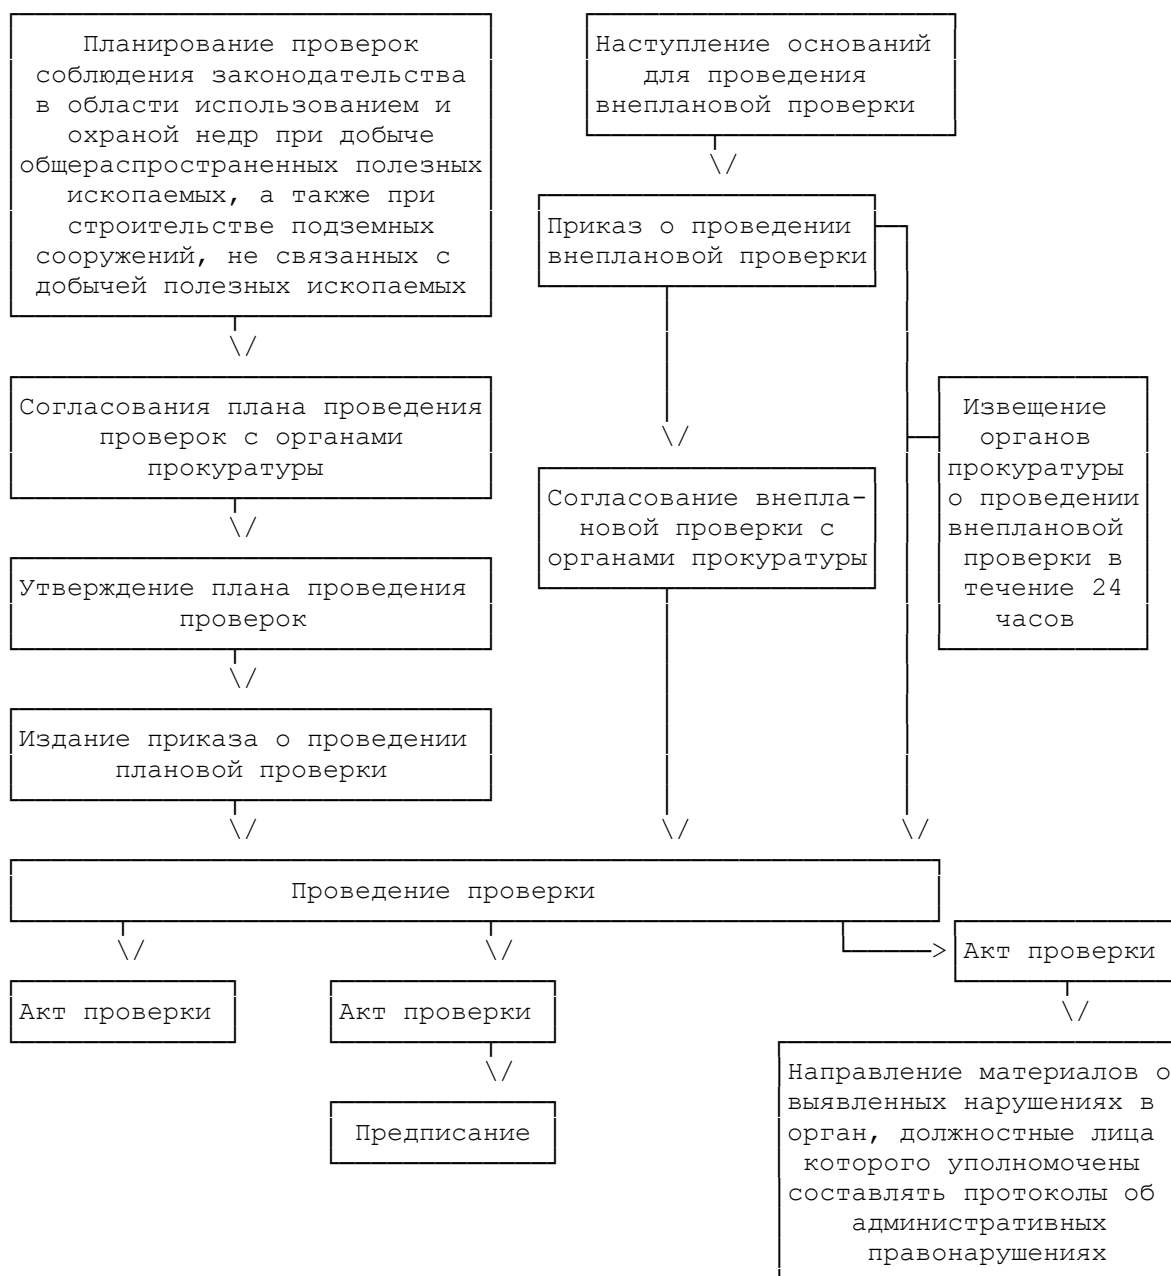 Планирование проверок
соблюдения законодательства
в области использованием и
охраной недр при добыче
общераспространенных полезных
ископаемых, а также при
строительстве подземных
сооружений, не связанных с
добычей полезных ископаемых
Наступление оснований
для проведения
внеплановой проверки
Приказ о проведении
внеплановой проверки
Согласования плана проведения
проверок с органами
прокуратуры
Извещение
органов
прокуратуры
о проведении
внеплановой
проверки в
течение 24
часов
Согласование внепла-
новой проверки с
органами прокуратуры
Утверждение плана проведения
проверок
Издание приказа о проведении
плановой проверки
Проведение проверки
Акт проверки
Акт проверки
Акт проверки
Предписание
Направление материалов о
выявленных нарушениях в
орган, должностные лица
которого уполномочены
составлять протоколы об
административных
правонарушениях